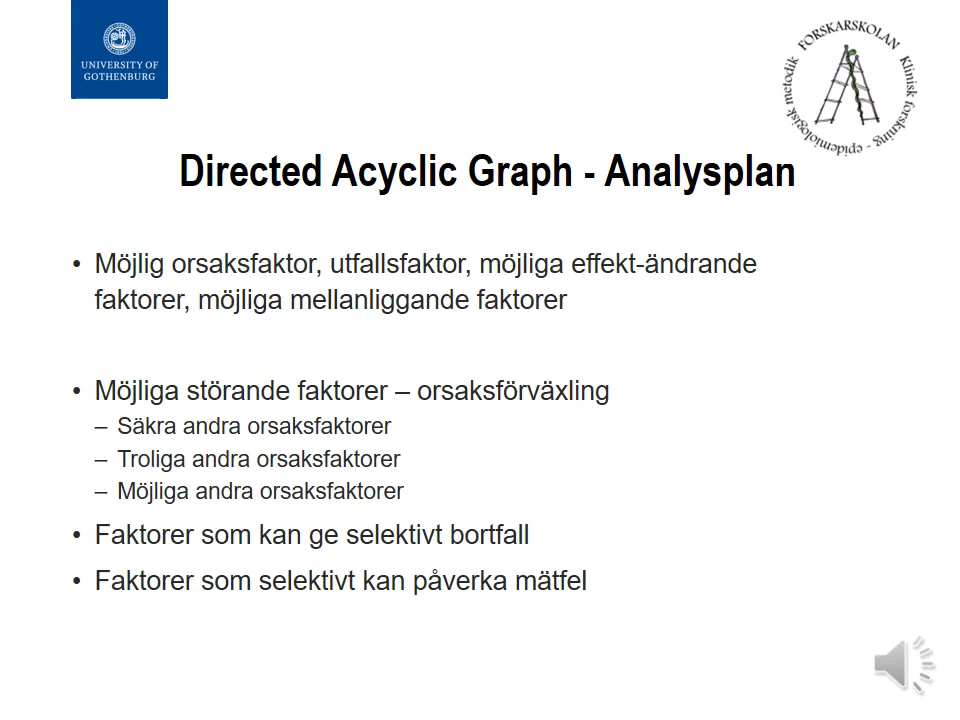 UNIVERSITY OF
GOTHENBURG
FORSKARSKOLAN
Klinisk forskning - epidemiologisk metodik
Directed Acyclic Graph - Analysplan
• Möjlig orsaksfaktor, utfallsfaktor, möjliga effekt-ändrande
faktorer, möjliga mellanliggande faktorer
• Möjliga störande faktorer – orsaksförväxling
– Säkra andra orsaksfaktorer
– Troliga andra orsaksfaktorer
– Möjliga andra orsaksfaktorer
• Faktorer som kan ge selektivt bortfall
• Faktorer som selektivt kan påverka mätfel